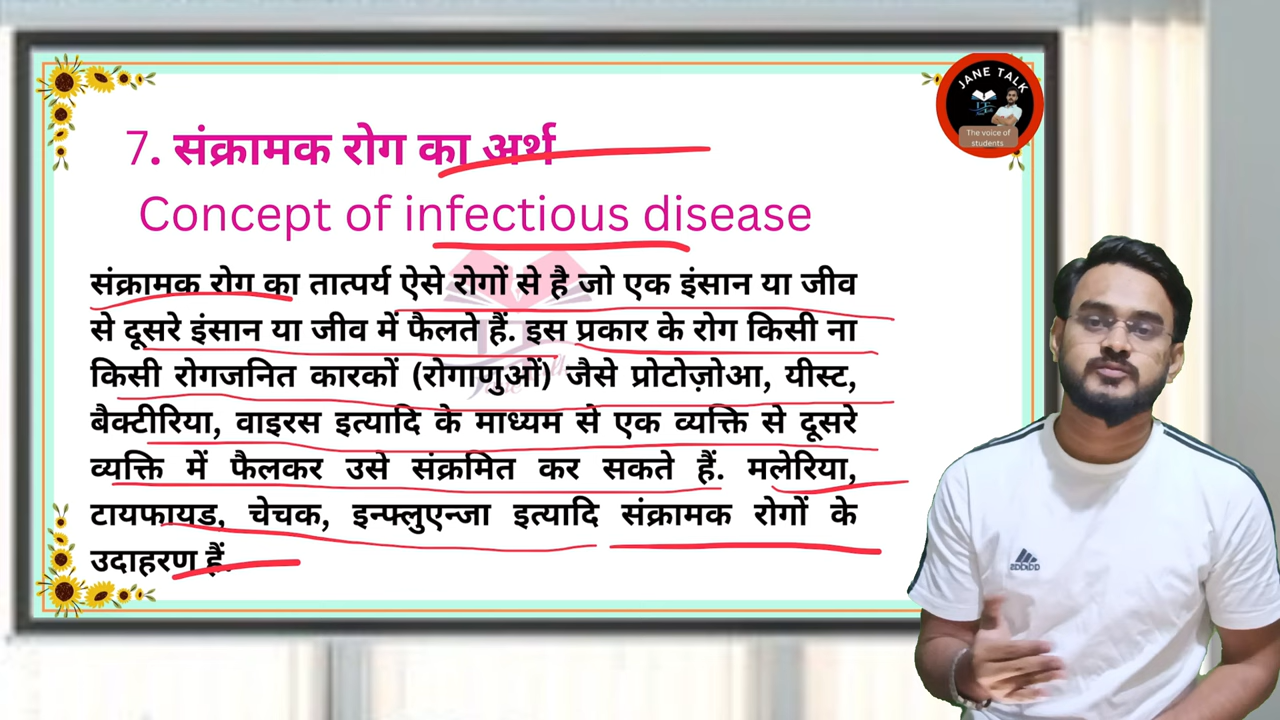 JANE TALK
The voice of
students
7. संक्रामक रोग का अर्थ
Concept of infectious disease
संक्रामक रोग का तात्पर्य ऐसे रोगों से है जो एक इंसान या जीव
से दूसरे इंसान या जीव में फैलते हैं. इस प्रकार के रोग किसी ना
किसी रोगजनित कारकों (रोगाणुओं) जैसे प्रोटोज़ोआ, यीस्ट,
बैक्टीरिया, वाइरस इत्यादि के माध्यम से एक व्यक्ति से दूसरे
व्यक्ति में फैलकर उसे संक्रमित कर सकते हैं. मलेरिया,
टायफायड, चेचक, इन्फ्लुएन्जा इत्यादि संक्रामक रोगों के
उदाहरण हैं.